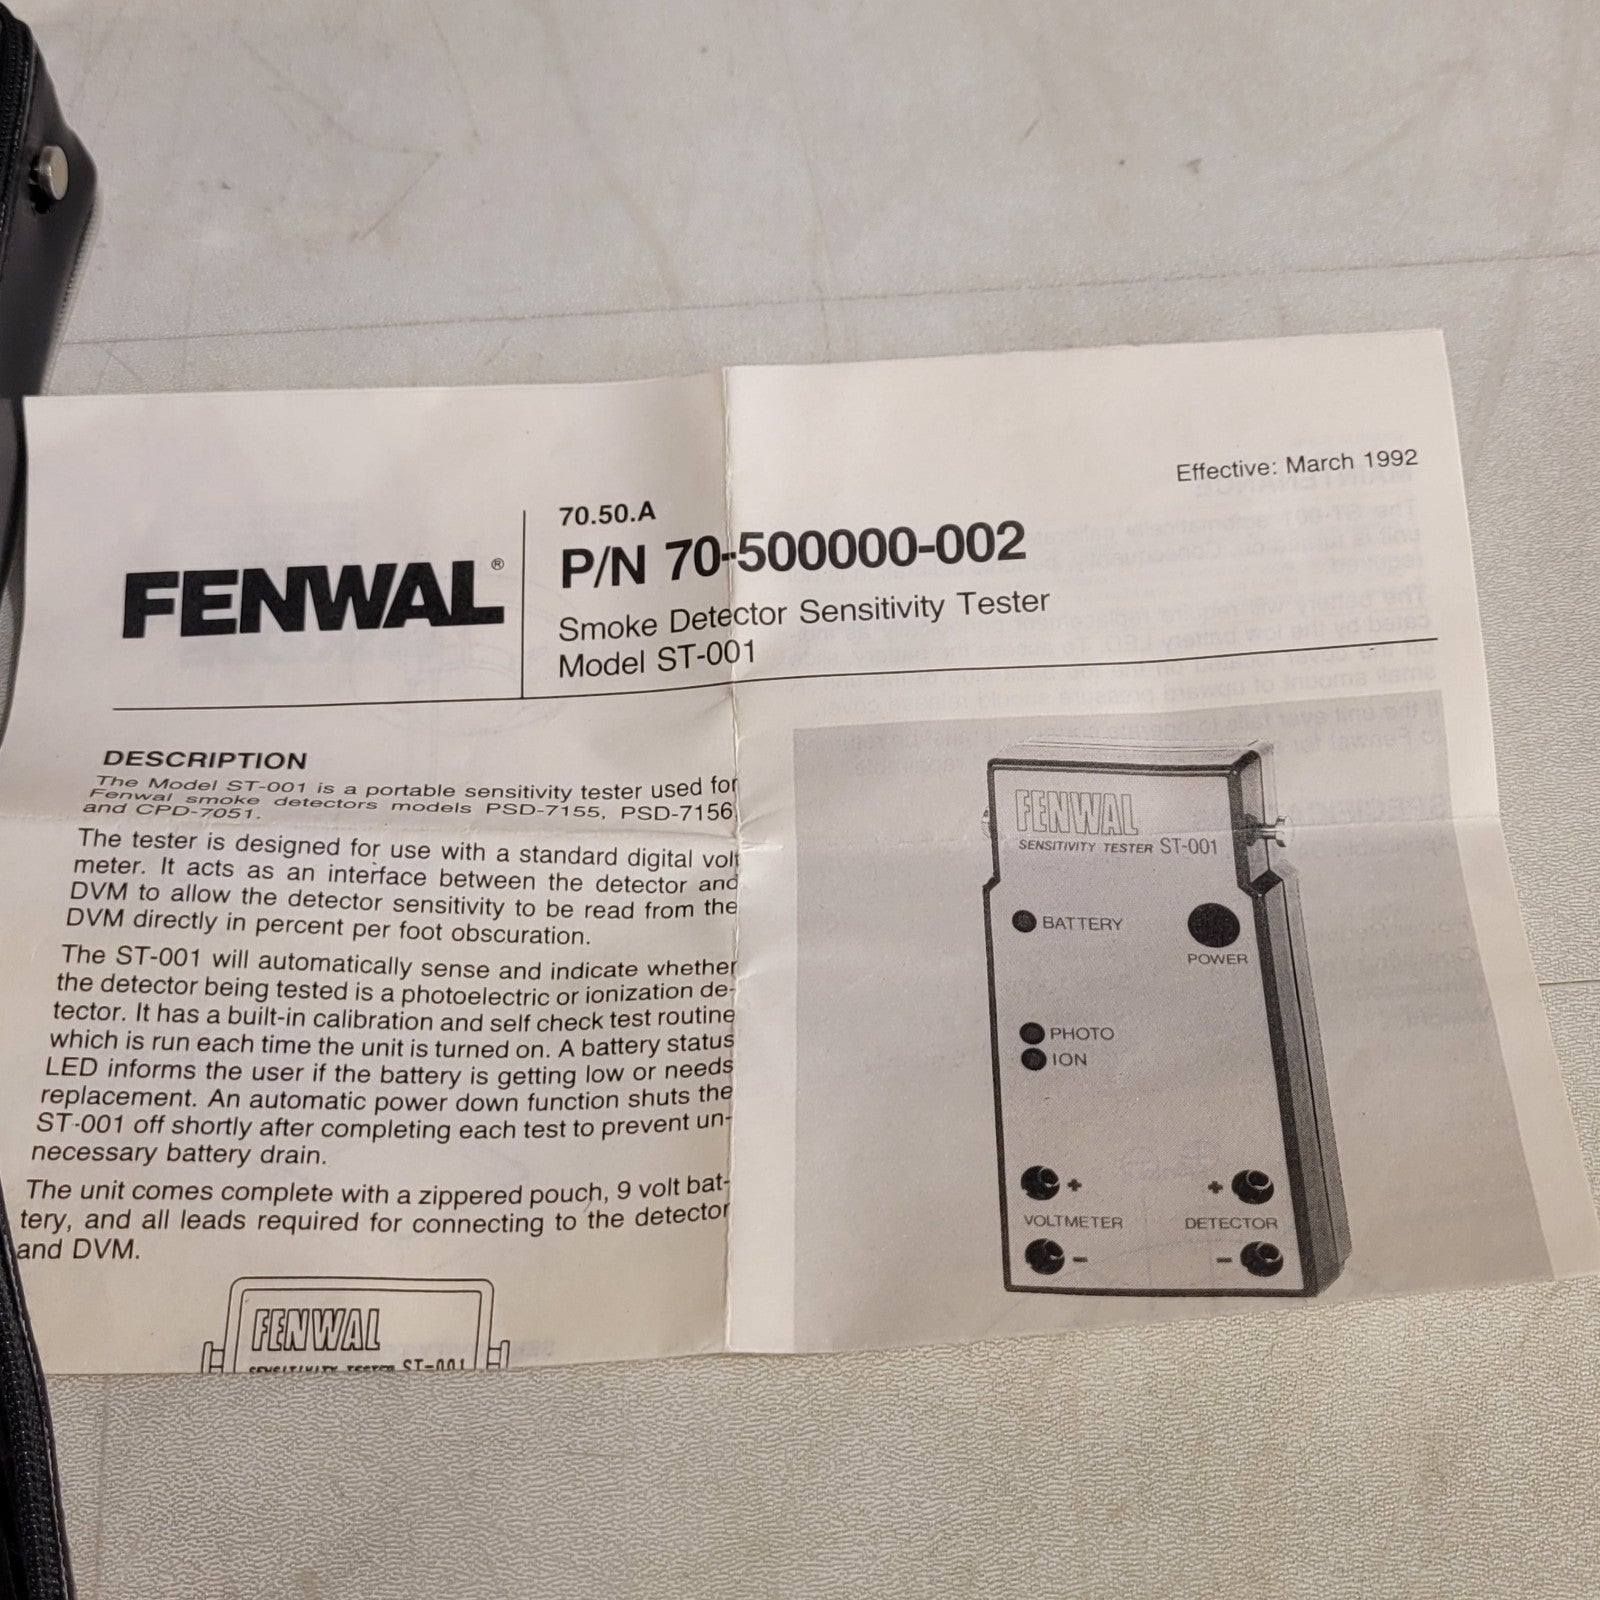 Effective: March 1992
70.50.A
FENWAL®
P/N 70-500000-002
Smoke Detector Sensitivity Tester
Model ST-001
DESCRIPTION
The Model ST-001 is a portable sensitivity tester used for
Fenwal smoke detectors models PSD-7155, PSD-7156
and CPD-7051.
The tester is designed for use with a standard digital volt
meter. It acts as an interface between the detector and
DVM to allow the detector sensitivity to be read from the
DVM directly in percent per foot obscuration.
The ST-001 will automatically sense and indicate whether
the detector being tested is a photoelectric or ionization de-
tector. It has a built-in calibration and self check test routine
which is run each time the unit is turned on. A battery status
LED informs the user if the battery is getting low or needs
replacement. An automatic power down function shuts the
ST-001 off shortly after completing each test to prevent un-
necessary battery drain.
The unit comes complete with a zippered pouch, 9 volt bat-
tery, and all leads required for connecting to the detector
and DVM.
FENWAL
SENSITIVITY TESTER ST-001
FENWAL
SENSITIVITY TESTER ST-001
BATTERY
POWER
PHOTO
ION
+ +
VOLTMETER DETECTOR
- -